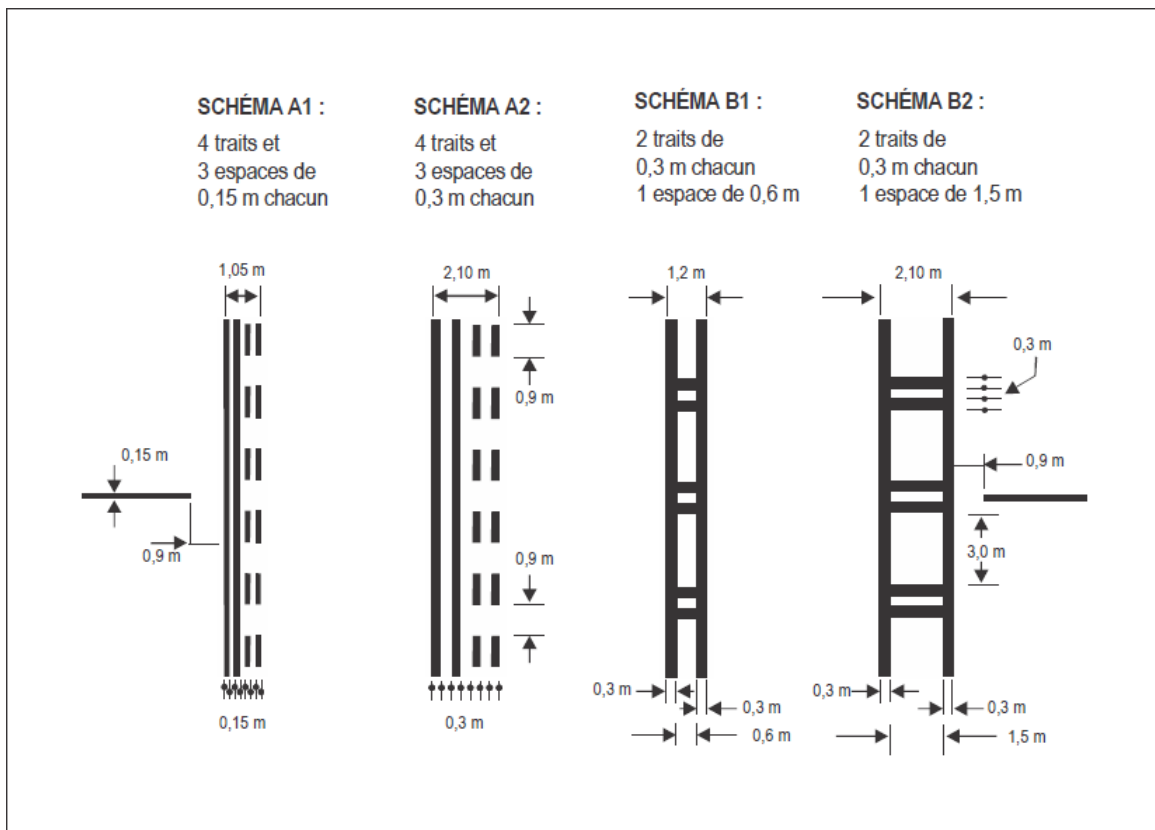 SCHÉMA A1 :
4 traits et
3 espaces de
0,15 m chacun
SCHÉMA A2 :
4 traits et
3 espaces de
0,3 m chacun
SCHÉMA B1 :
2 traits de
0,3 m chacun
1 espace de 0,6 m
SCHÉMA B2 :
2 traits de
0,3 m chacun
1 espace de 1,5 m
1,05 m
2,10 m
1,2 m
2,10 m
0,3 m
0,9 m
0,15 m
0,9 m
0,9 m
0,9 m
3,0 m
0,15 m
0,3 m
0,3 m
0,3 m
0,6 m
0,3 m
0,3 m
1,5 m